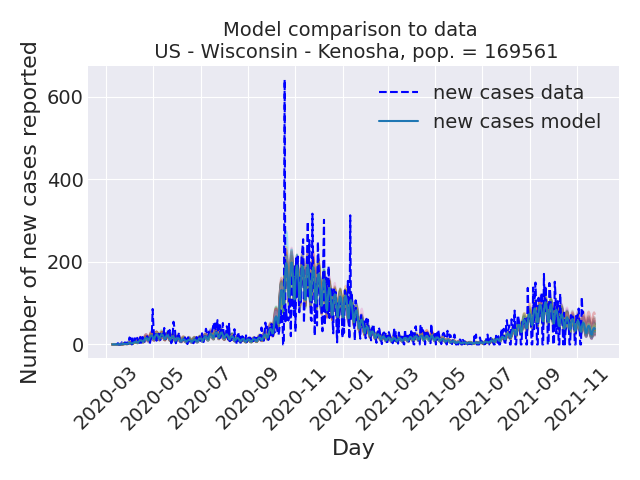 Model comparison to data
US - Wisconsin - Kenosha, pop. = 169561
Number of new cases reported
600
400
200
0
new cases data
new cases model
2020-03
2020-05
2020-07
2020-09
2020-11
2021-01
2021-03
2021-05
2021-07
2021-09
2021-11
Day